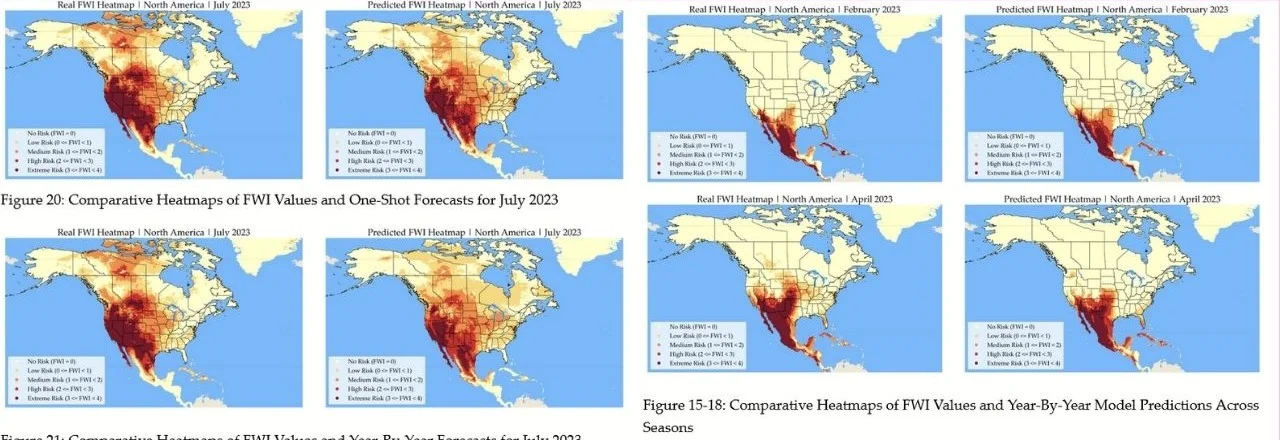 Real FWI Heatmap | North America | July 2023
Predicted FWI Heatmap | North America | July 2023
No Risk (FWI = 0)
Low Risk (0 <= FWI < 1)
Medium Risk (1 <= FWI < 2)
High Risk (2 <= FWI < 3)
Extreme Risk (3 <= FWI < 4)
No Risk (FWI = 0)
Low Risk (0 <= FWI < 1)
Medium Risk (1 <= FWI < 2)
High Risk (2 <= FWI < 3)
Extreme Risk (3 <= FWI < 4)
Figure 20: Comparative Heatmaps of FWI Values and One-Shot Forecasts for July 2023
Real FWI Heatmap | North America | July 2023
Predicted FWI Heatmap | North America | July 2023
No Risk (FWI = 0)
Low Risk (0 <= FWI < 1)
Medium Risk (1 <= FWI < 2)
High Risk (2 <= FWI < 3)
Extreme Risk (3 <= FWI < 4)
No Risk (FWI = 0)
Low Risk (0 <= FWI < 1)
Medium Risk (1 <= FWI < 2)
High Risk (2 <= FWI < 3)
Extreme Risk (3 <= FWI < 4)
Figure 21: Comparative Heatmaps of FWI Values and Year-By-Year Forecasts for July 2023
Real FWI Heatmap | North America | February 2023
Predicted FWI Heatmap | North America | February 2023
No Risk (FWI = 0)
Low Risk (0 <= FWI < 1)
Medium Risk (1 <= FWI < 2)
High Risk (2 <= FWI < 3)
Extreme Risk (3 <= FWI < 4)
No Risk (FWI = 0)
Low Risk (0 <= FWI < 1)
Medium Risk (1 <= FWI < 2)
High Risk (2 <= FWI < 3)
Extreme Risk (3 <= FWI < 4)
Real FWI Heatmap | North America | April 2023
Predicted FWI Heatmap | North America | April 2023
No Risk (FWI = 0)
Low Risk (0 <= FWI < 1)
Medium Risk (1 <= FWI < 2)
High Risk (2 <= FWI < 3)
Extreme Risk (3 <= FWI < 4)
No Risk (FWI = 0)
Low Risk (0 <= FWI < 1)
Medium Risk (1 <= FWI < 2)
High Risk (2 <= FWI < 3)
Extreme Risk (3 <= FWI < 4)
Figure 15-18: Comparative Heatmaps of FWI Values and Year-By-Year Model Predictions Across
Seasons